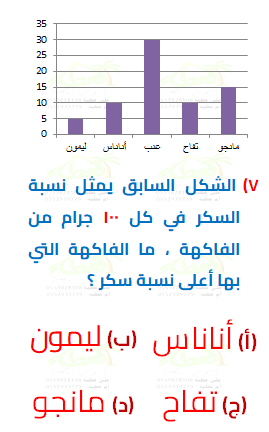 35
30
25
20
15
10
5
0
ليمون أناناس عنب تفاح مانجو
٧) الشكل السابق يمثل نسبة
السكر في كل ١٠٠ جرام من
الفاكهة ، ما الفاكهة التي
بها أعلى نسبة سكر ؟
(أ) أناناس (ب) ليمون
(ج) تفاح (د) مانجو